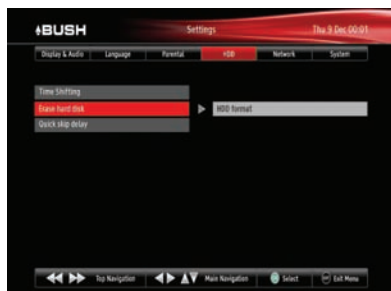 BUSH Settings Thu 9 Dec 00:01
Display & Audio Language Parental HDD Network System
Time Shifting
Erase hard disk HDD format
Quick skip delay
Top Navigation Main Navigation Select Exit Menu